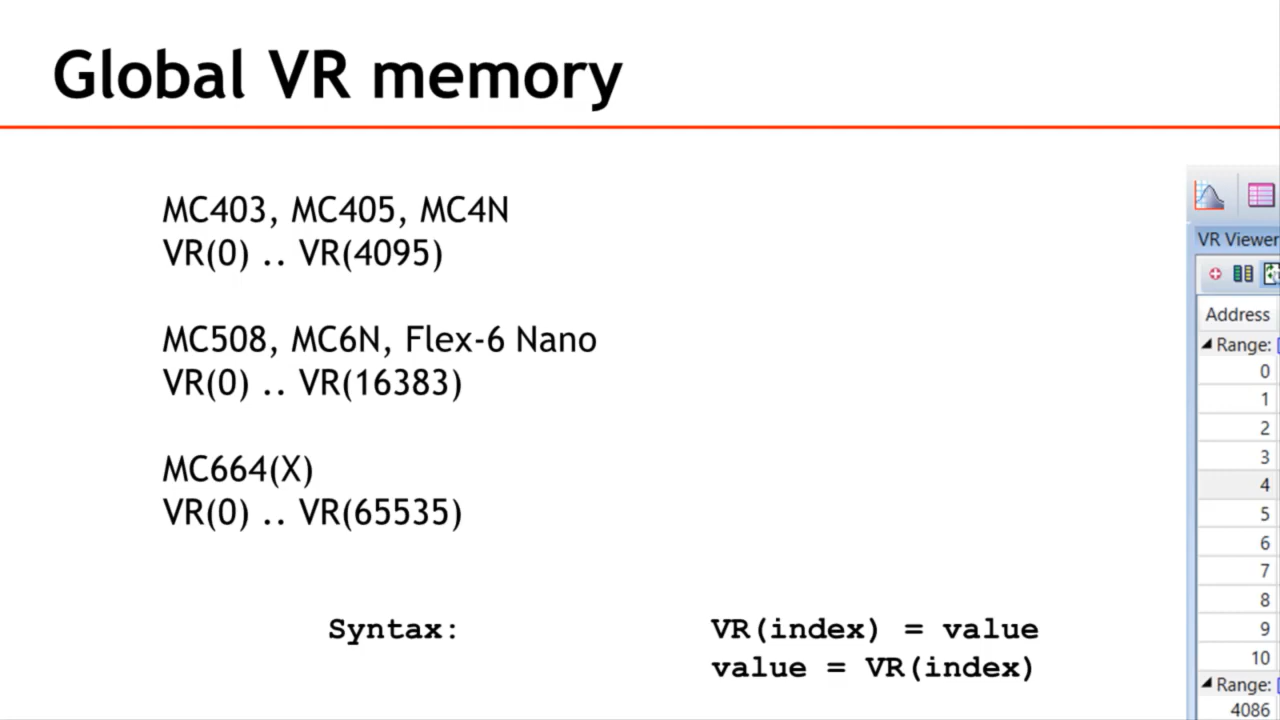 Global VR memory
MC403, MC405, MC4N
VR(0) .. VR(4095)
MC508, MC6N, Flex-6 Nano
VR(0) .. VR(16383)
MC664(X)
VR(0) .. VR(65535)
Syntax: VR(index) = value
value = VR(index)
VR Viewer
Address
Range:
0
1
2
3
4
5
6
7
8
9
10
Range:
4086